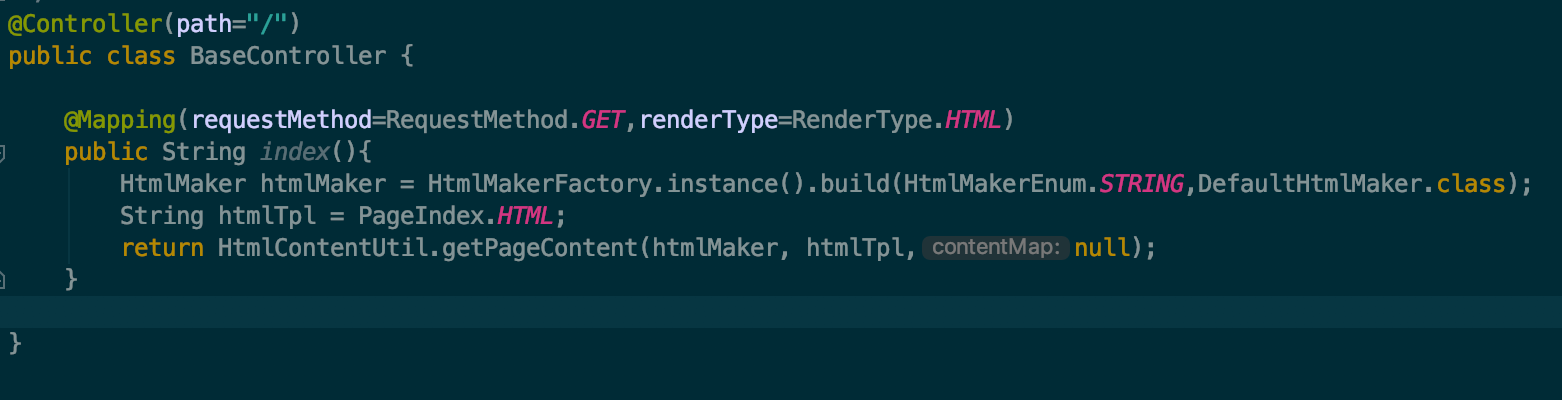 @Controller(path="/")
public class BaseController {
@Mapping(requestMethod=RequestMethod.GET,renderType=RenderType.HTML)
public String index(){
HtmlMaker htmlMaker = HtmlMakerFactory.instance().build(HtmlMakerEnum.STRING,DefaultHtmlMaker.class);
String htmlTpl = PageIndex.HTML;
return HtmlContentUtil.getPageContent(htmlMaker, htmlTpl, contentMap: null);
}
}